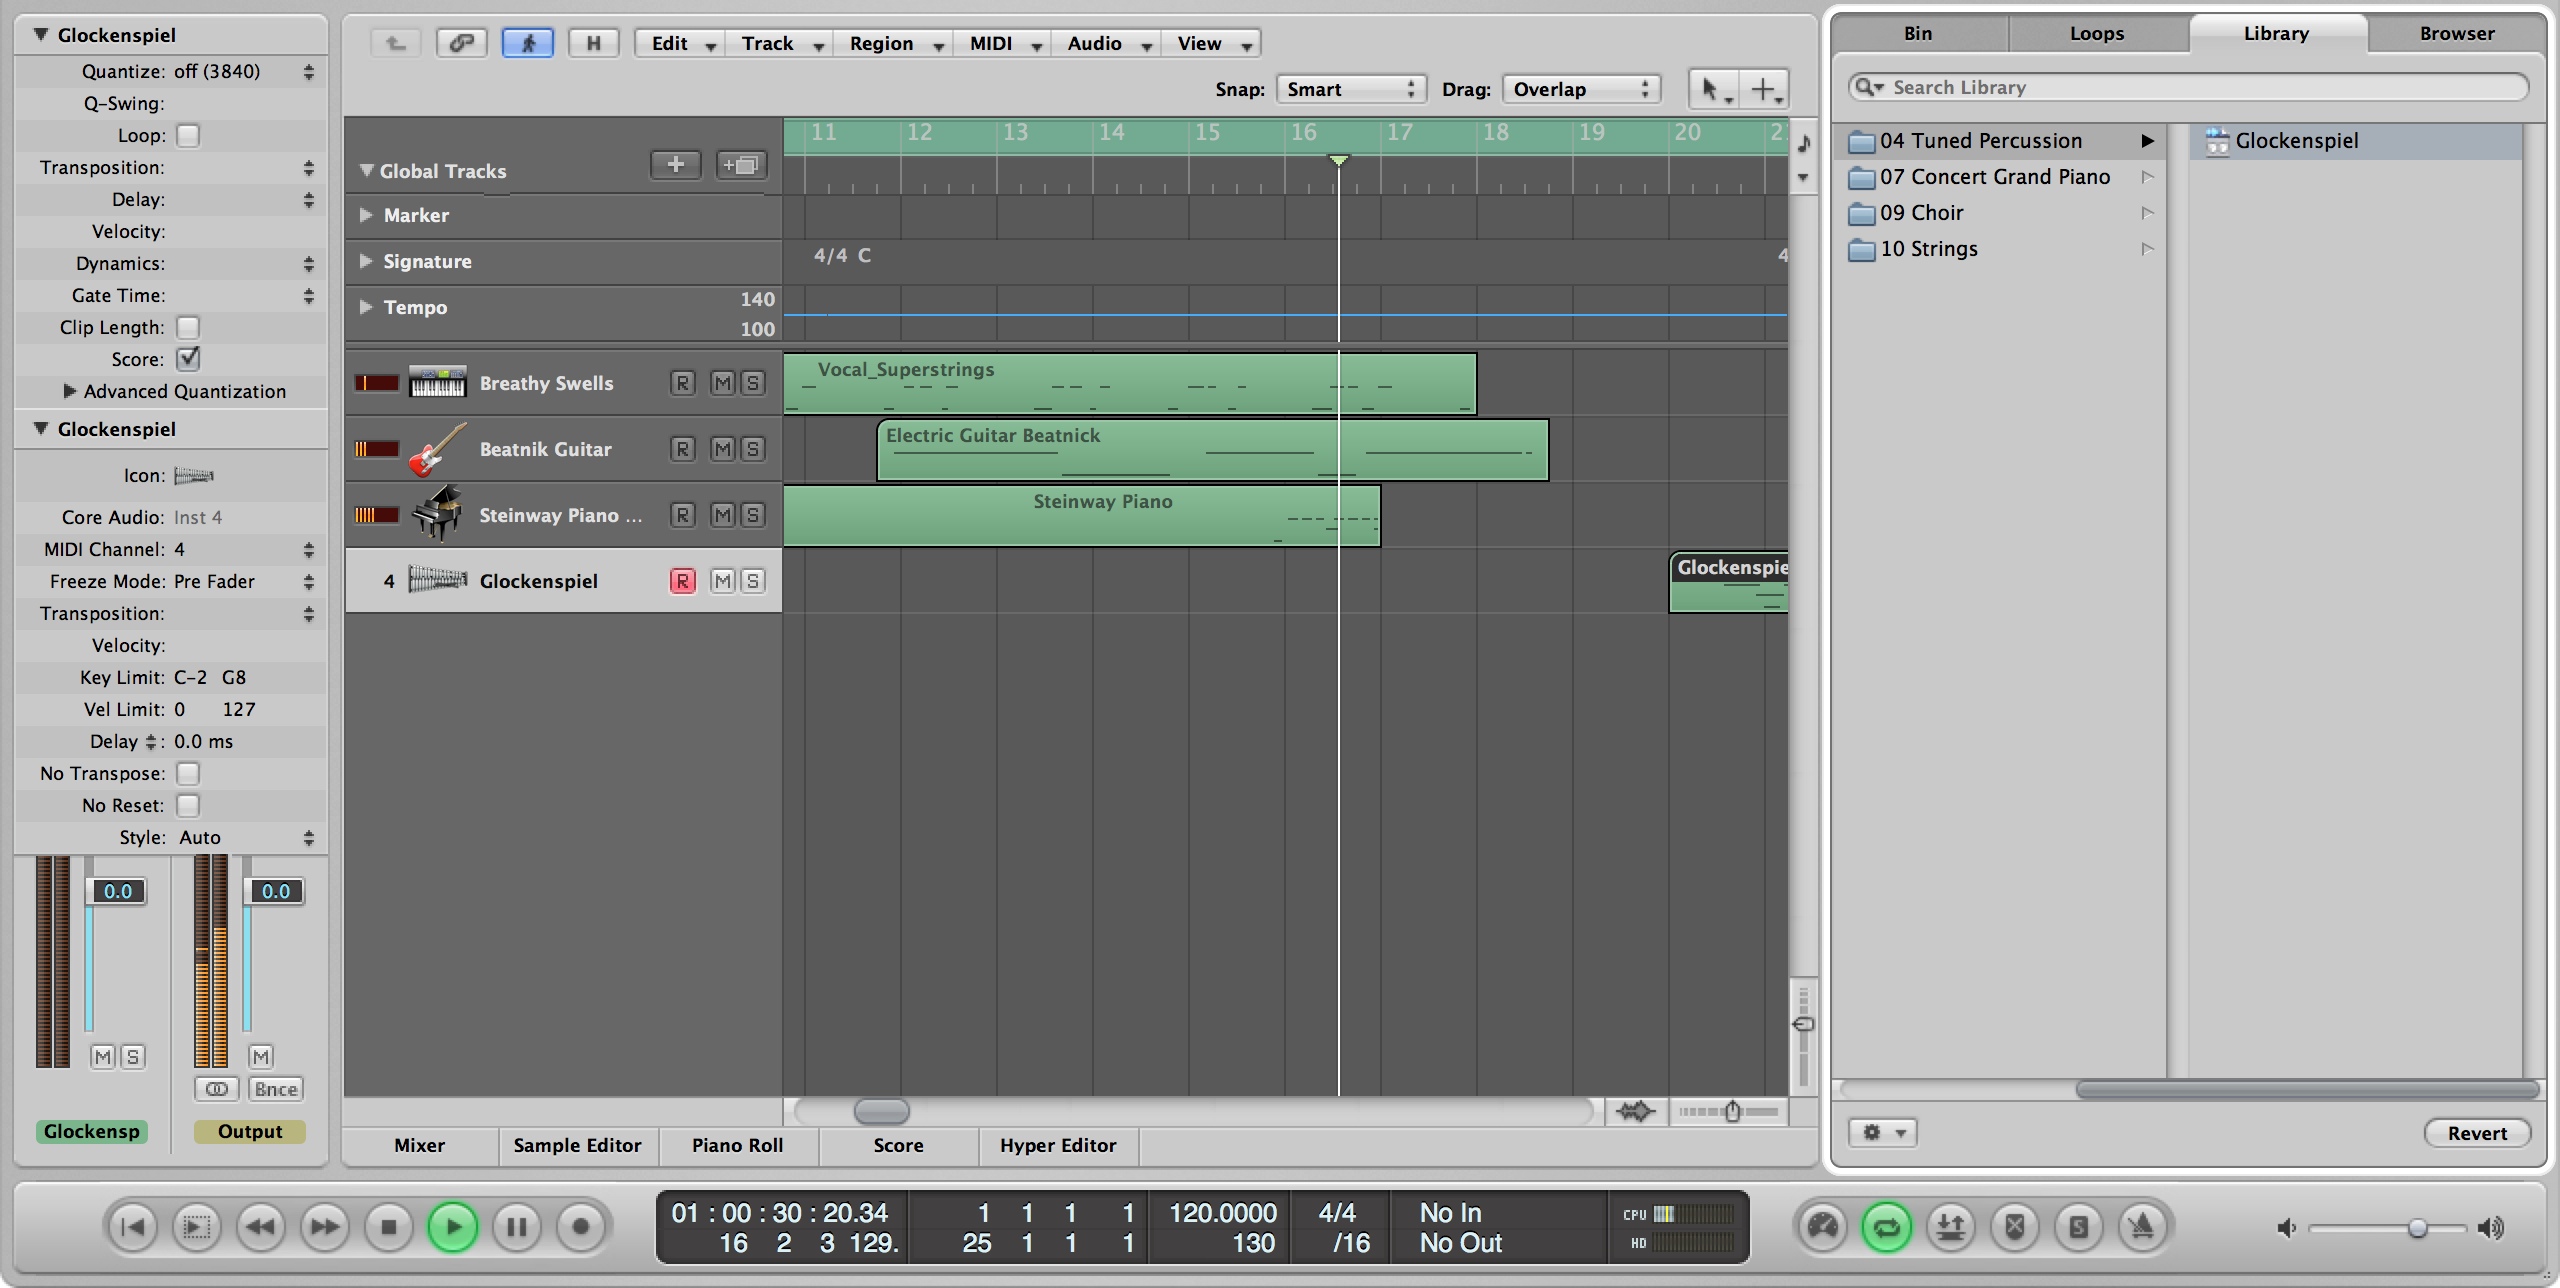 Glockenspiel
Quantize: off (3840)
Q-Swing:
Loop:
Transposition:
Delay:
Velocity:
Dynamics:
Gate Time:
Clip Length:
Score:
Advanced Quantization
Glockenspiel
Icon:
Core Audio: Inst 4
MIDI Channel: 4
Freeze Mode: Pre Fader
Transposition:
Velocity:
Key Limit: C-2 G8
Vel Limit: 0 127
Delay : 0.0 ms
No Transpose:
No Reset:
Style: Auto
0.0 0.0
M S M
Bnce
Glockensp Output
H Edit Track Region MIDI Audio View
Snap: Smart Drag: Overlap
11 12 13 14 15 16 17 18 19 20
Global Tracks
Marker
Signature 4/4 C 4
Tempo 140
100
Breathy Swells R M S Vocal_Superstrings
Beatnik Guitar R M S Electric Guitar Beatnick
Steinway Piano ... R M S Steinway Piano
4 Glockenspiel R M S Glockenspie
Mixer Sample Editor Piano Roll Score Hyper Editor
Bin Loops Library Browser
Search Library
04 Tuned Percussion Glockenspiel
07 Concert Grand Piano
09 Choir
10 Strings
Revert
01 : 00 : 30 : 20.34 1 1 1 1 120.0000 4/4 No In CPU
16 2 3 129. 25 1 1 1 130 /16 No Out HD
S